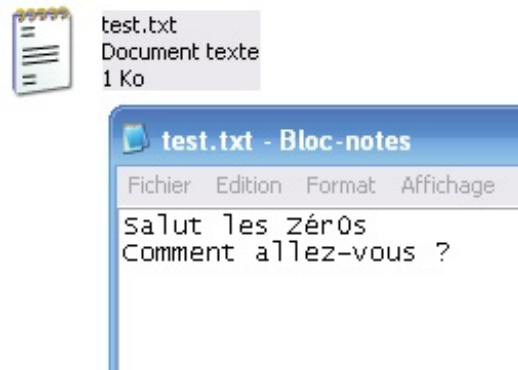 test.txt
Document texte
1 Ko
test.txt - Bloc-notes
Fichier Edition Format Affichage
Salut les Zér0s
Comment allez-vous ?